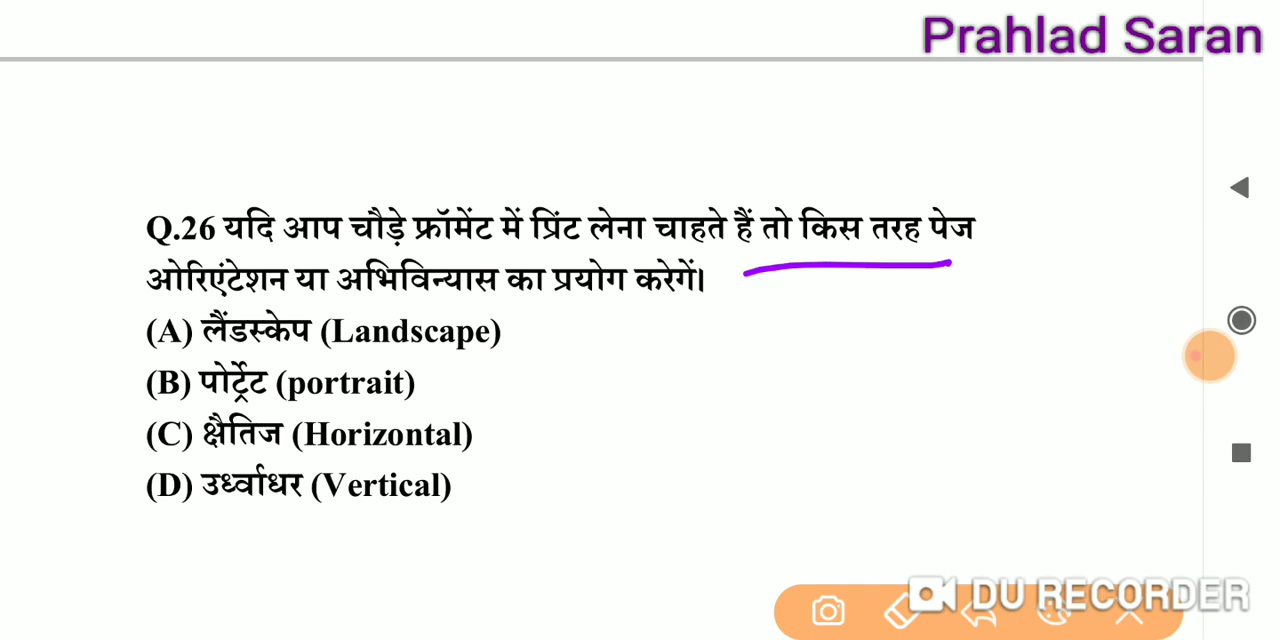 Prahlad Saran
Q.26 यदि आप चौड़े फ्रॉमेंट में प्रिंट लेना चाहते हैं तो किस तरह पेज
ओरिएंटेशन या अभिविन्यास का प्रयोग करेगें।
(A) लैंडस्केप (Landscape)
(B) पोर्ट्रेट (portrait)
(C) क्षैतिज (Horizontal)
(D) उर्ध्वाधर (Vertical)
DU RECORDER